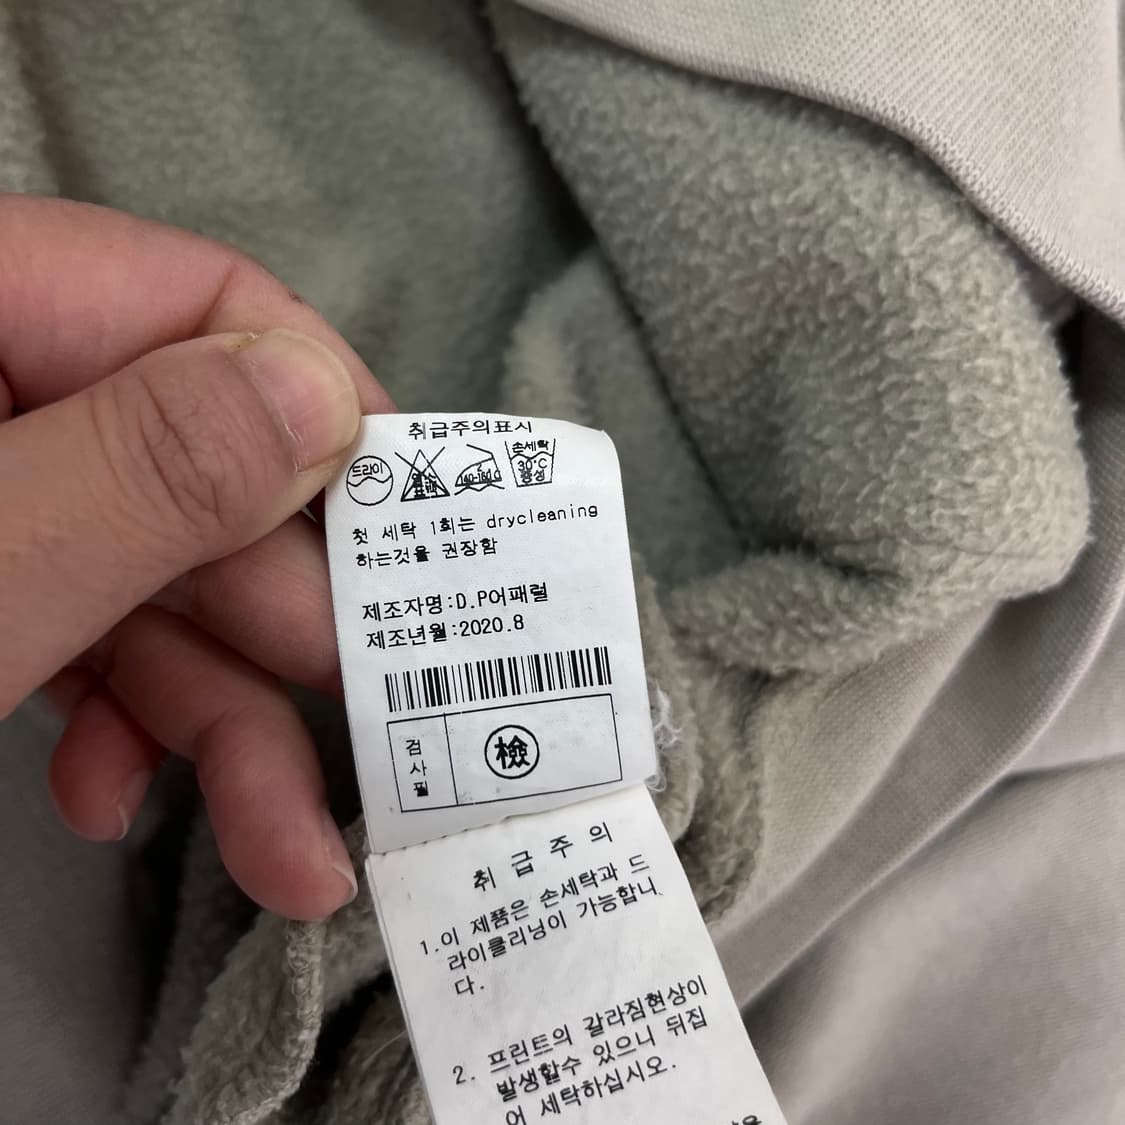 취급주의표시
드라이
140-160℃
손세탁
30℃
중성
첫 세탁 1회는 drycleaning
하는것을 권장함
제조자명:D.P어패럴
제조년월:2020.8
검
사
필
檢
취급주의
1.이 제품은 손세탁과 드
라이클리닝이 가능합니
다.
2. 프린트의 갈라짐현상이
발생할수 있으니 뒤집
어 세탁하십시오.